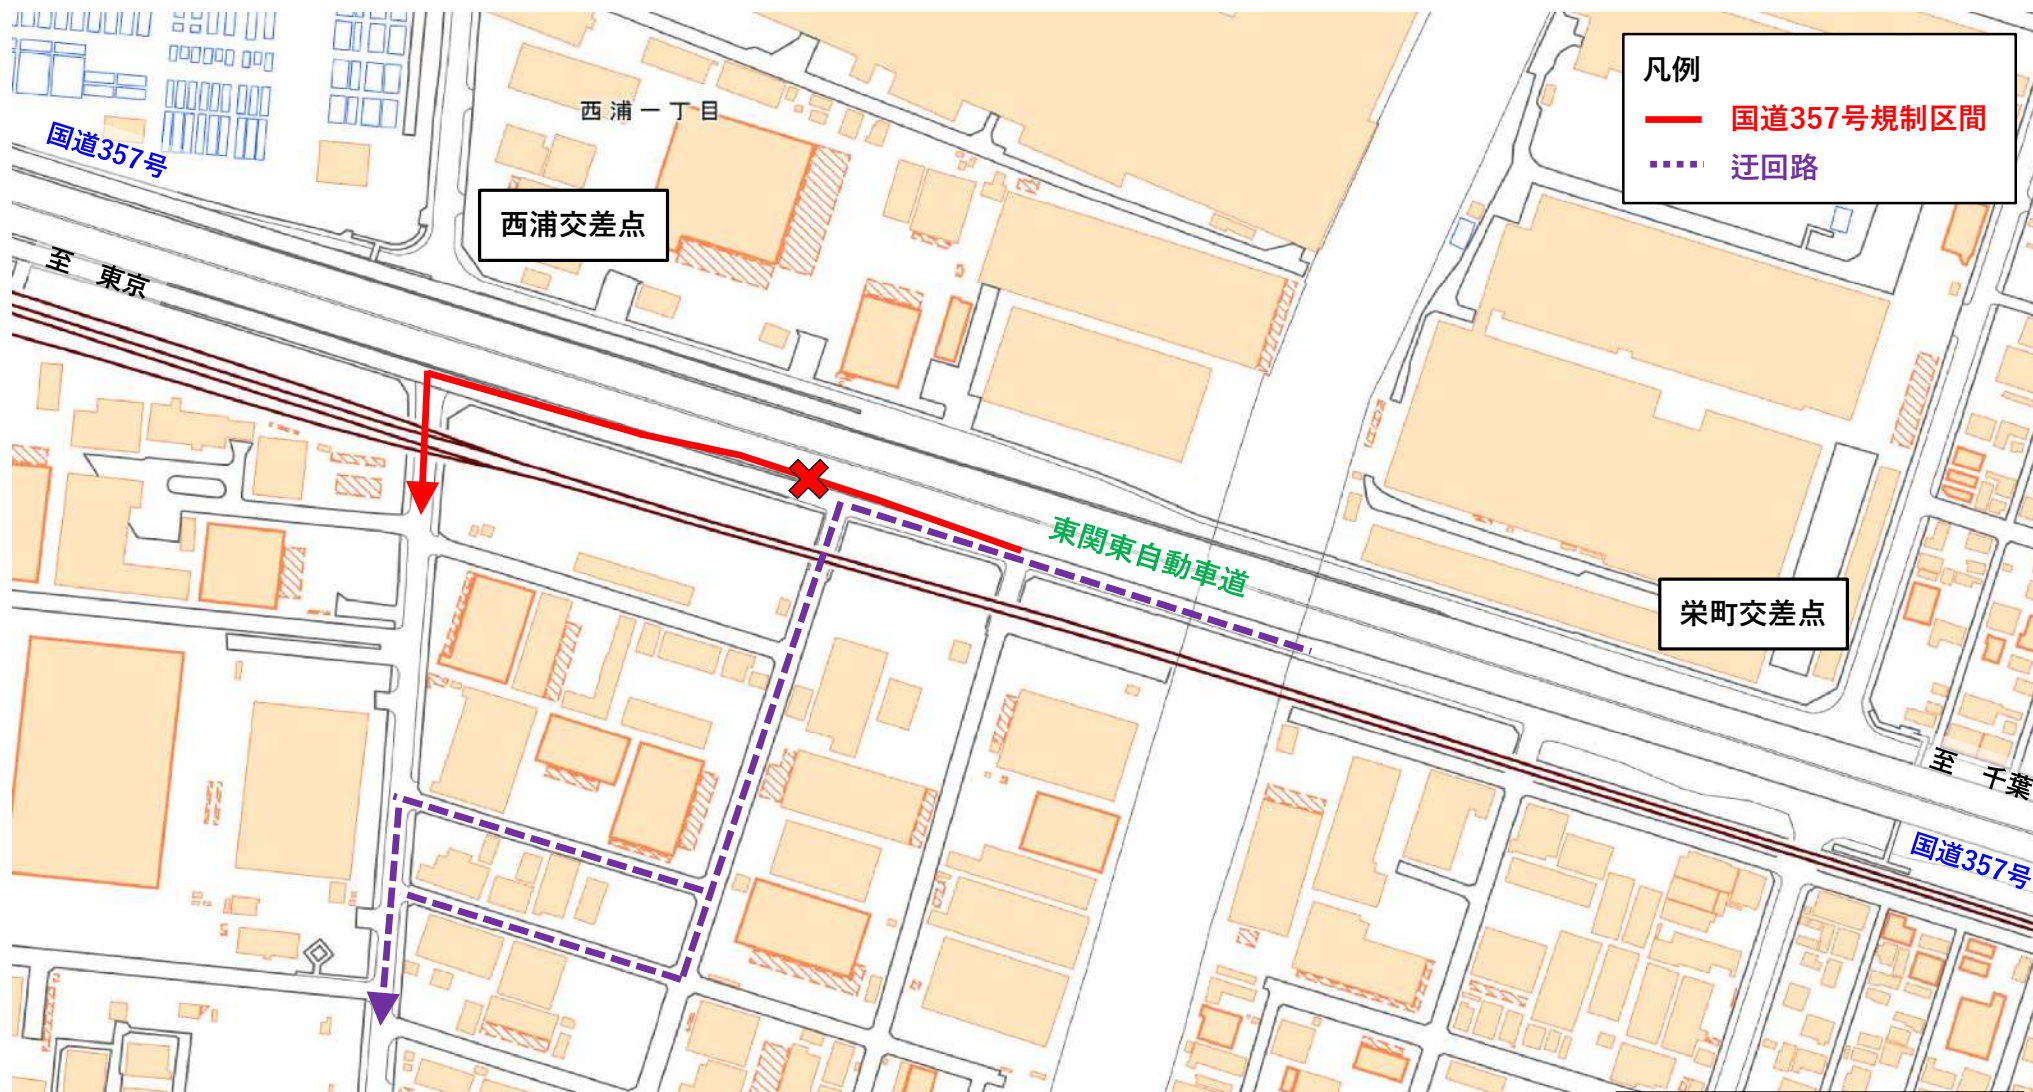 凡例
国道357号規制区間
迂回路
西浦一丁目
国道357号
西浦交差点
至 東京
東関東自動車道
栄町交差点
至 千葉
国道357号